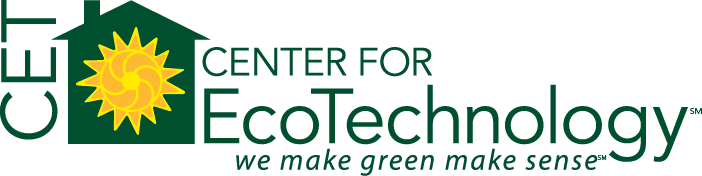 CET
CENTER FOR
EcoTechnology℠
we make green make sense℠